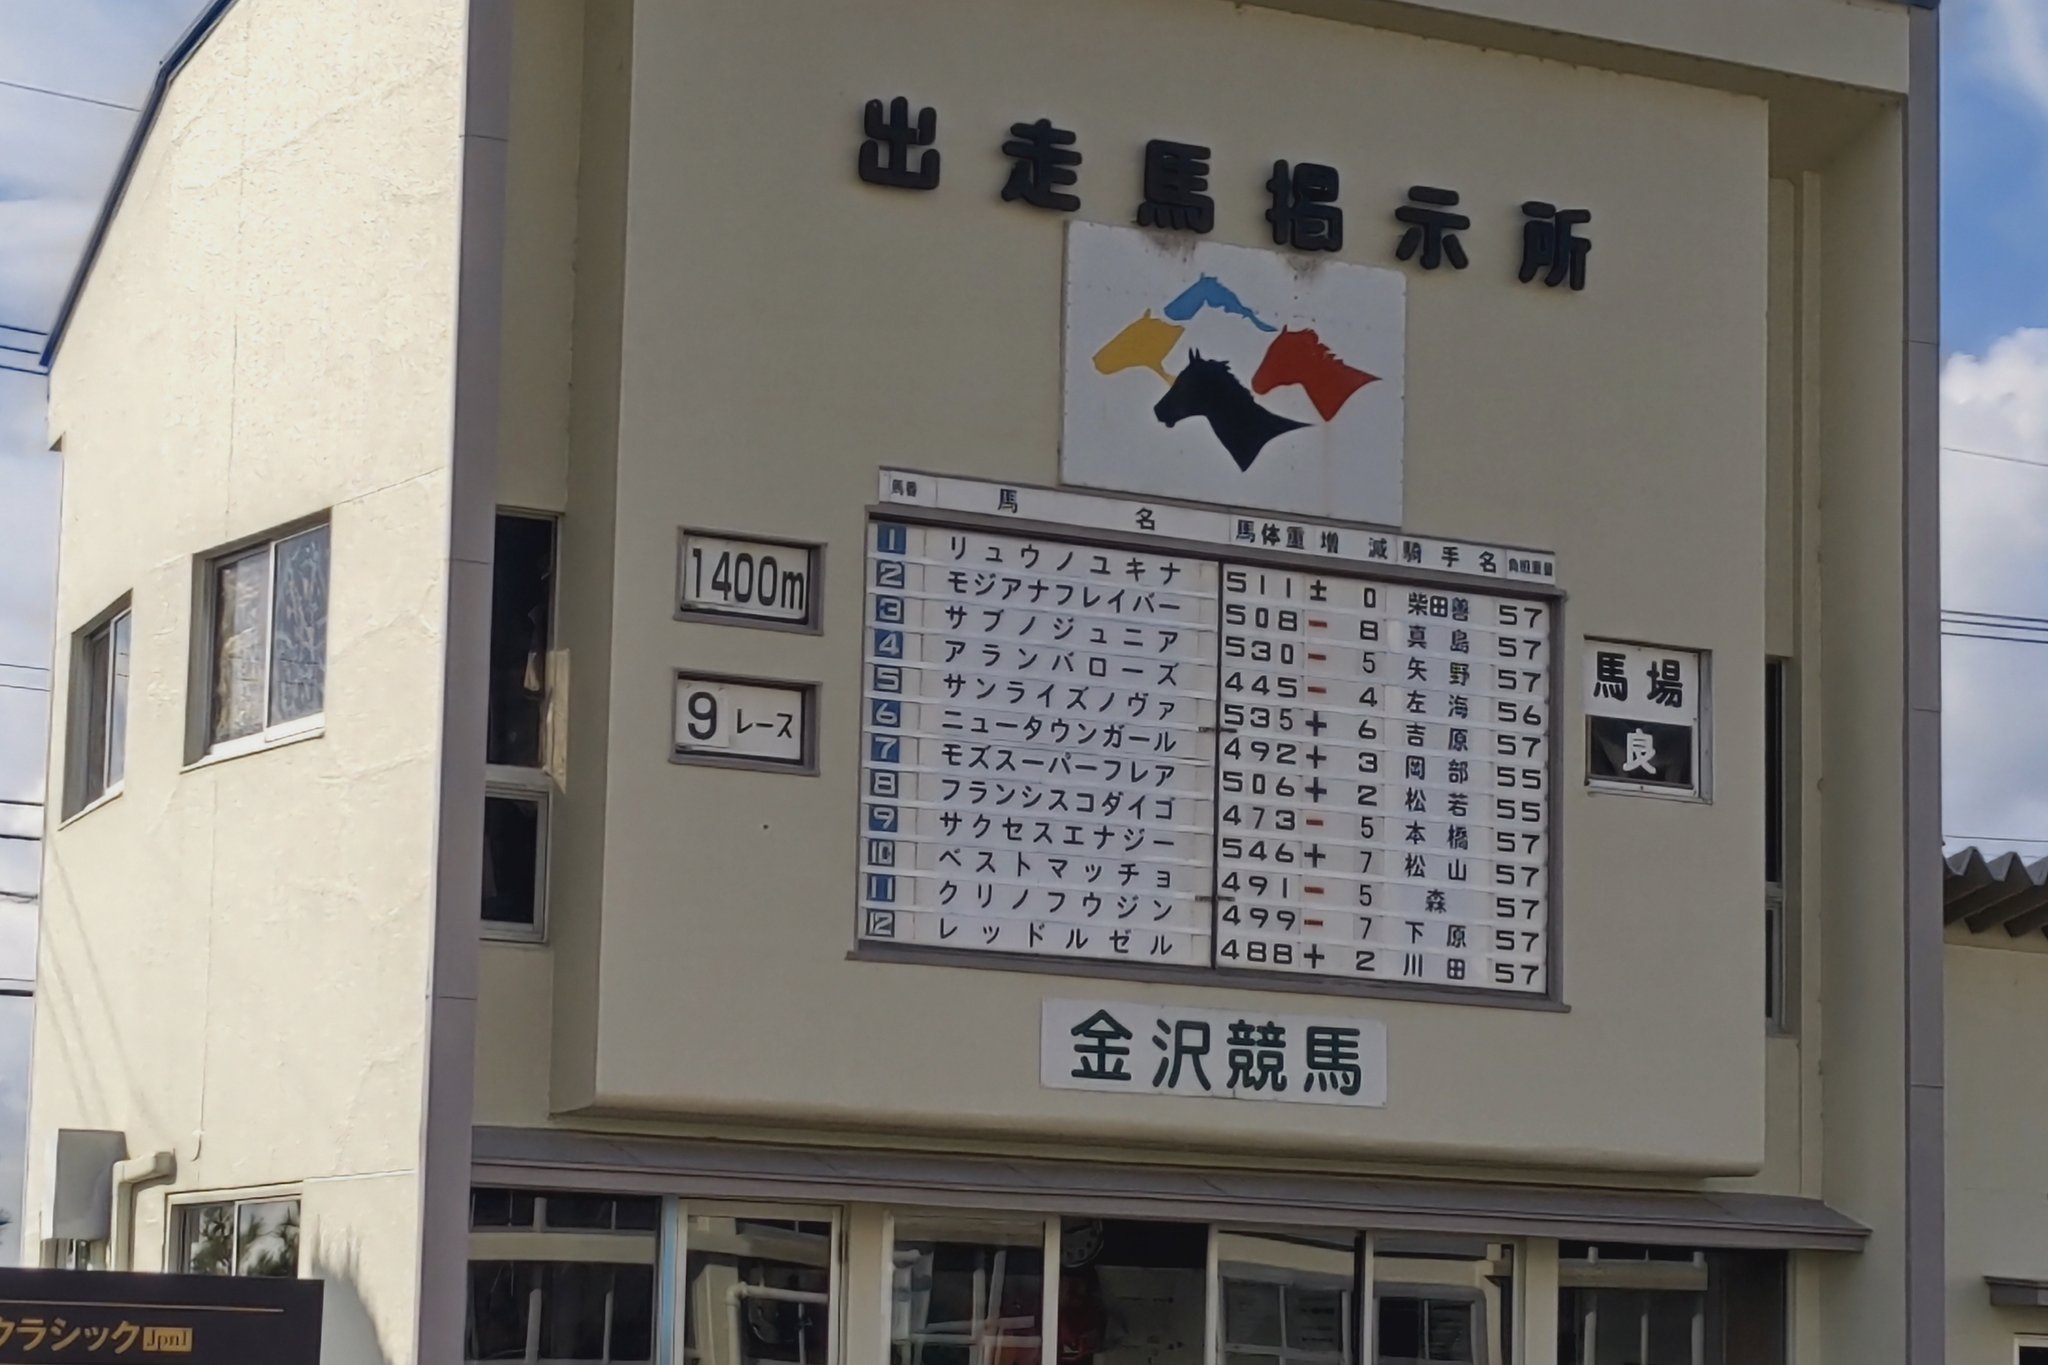 出走馬掲示所
馬番 馬名 馬体重 増減 騎手名 負担重量
1400m
9 レース
1 リュウノユキナ 511 ± 0 柴田善 57
2 モジアナフレイバー 508 - 8 真島 57
3 サブノジュニア 530 - 5 矢野 57
4 アランバローズ 445 - 4 左海 56
5 サンライズノヴァ 535 + 6 吉原 57
6 ニュータウンガール 492 + 3 岡部 55
7 モズスーパーフレア 506 + 2 松若 55
8 フランシスコダイゴ 473 - 5 本橋 57
9 サクセスエナジー 546 + 7 松山 57
10 ベストマッチョ 491 - 5 森 57
11 クリノフウジン 499 - 7 下原 57
12 レッドルゼル 488 + 2 川田 57
馬場
良
金沢競馬
クラシック JpnI